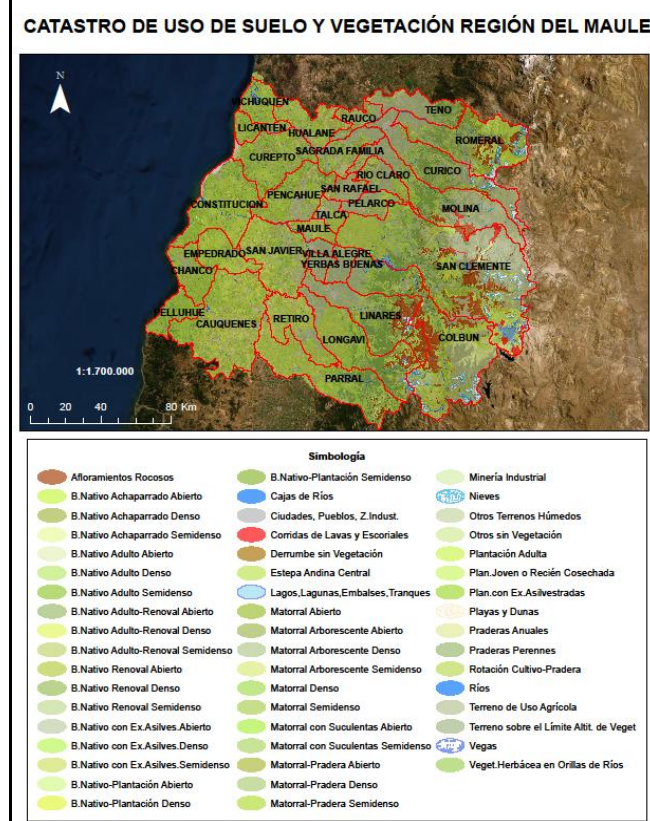 CATASTRO DE USO DE SUELO Y VEGETACIÓN REGIÓN DEL MAULE
N
VICHUQUEN
TENO
RAUCO
LICANTEN
HUALANE
ROMERAL
SAGRADA FAMILIA
CUREPTO
RIO CLARO
CURICO
PENCAHUE
SAN RAFAEL
CONSTITUCION
PELARCO
MOLINA
TALCA
MAULE
EMPEDRADO
SAN JAVIER
VILLA ALEGRE
YERBAS BUENAS
SAN CLEMENTE
CHANCO
PELLUHUE
CAUQUENES
RETIRO
LINARES
LONGAVI
COLBUN
PARRAL
1:1.700.000
0 20 40 80 Km
Simbología
Afloramientos Rocosos
B.Nativo Achaparrado Abierto
B.Nativo Achaparrado Denso
B.Nativo Achaparrado Semidenso
B.Nativo Adulto Abierto
B.Nativo Adulto Denso
B.Nativo Adulto Semidenso
B.Nativo Adulto-Renoval Abierto
B.Nativo Adulto-Renoval Denso
B.Nativo Adulto-Renoval Semidenso
B.Nativo Renoval Abierto
B.Nativo Renoval Denso
B.Nativo Renoval Semidenso
B.Nativo con Ex.Asilves.Abierto
B.Nativo con Ex.Asilves.Denso
B.Nativo con Ex.Asilves.Semidenso
B.Nativo-Plantación Abierto
B.Nativo-Plantación Denso
B.Nativo-Plantación Semidenso
Cajas de Ríos
Ciudades, Pueblos, Z.Indust.
Corridas de Lavas y Escoriales
Derrumbe sin Vegetación
Estepa Andina Central
Lagos,Lagunas,Embalses,Tranques
Matorral Abierto
Matorral Arborescente Abierto
Matorral Arborescente Denso
Matorral Arborescente Semidenso
Matorral Denso
Matorral Semidenso
Matorral con Suculentas Abierto
Matorral con Suculentas Semidenso
Matorral-Pradera Abierto
Matorral-Pradera Denso
Matorral-Pradera Semidenso
Minería Industrial
Nieves
Otros Terrenos Húmedos
Otros sin Vegetación
Plantación Adulta
Plan.Joven o Recién Cosechada
Plan.con Ex.Asilvestradas
Playas y Dunas
Praderas Anuales
Praderas Perennes
Rotación Cultivo-Pradera
Ríos
Terreno de Uso Agrícola
Terreno sobre el Límite Altit. de Veget
Vegas
Veget.Herbácea en Orillas de Ríos